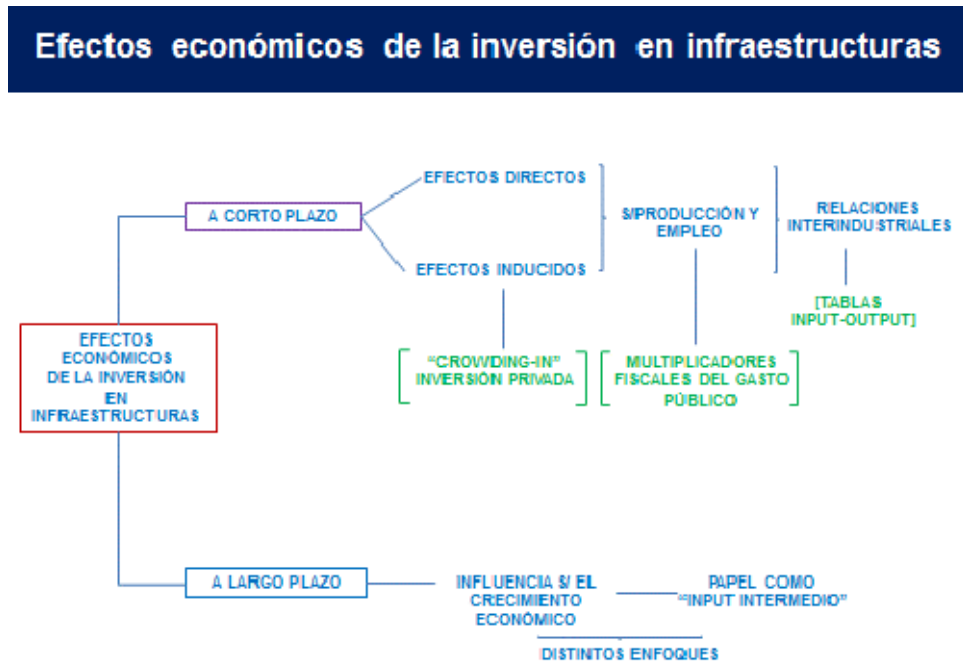 Efectos económicos de la inversión en infraestructuras
EFECTOS DIRECTOS
A CORTO PLAZO
S/PRODUCCIÓN Y
EMPLEO
RELACIONES
INTERINDUSTRIALES
EFECTOS INDUCIDOS
[TABLAS
INPUT-OUTPUT]
EFECTOS
ECONÓMICOS
DE LA INVERSIÓN
EN
INFRAESTRUCTURAS
“CROWDING-IN”
INVERSIÓN PRIVADA
MULTIPLICADORES
FISCALES DEL GASTO
PÚBLICO
A LARGO PLAZO
INFLUENCIA S/ EL
CRECIMIENTO
ECONÓMICO
PAPEL COMO
“INPUT INTERMEDIO”
DISTINTOS ENFOQUES